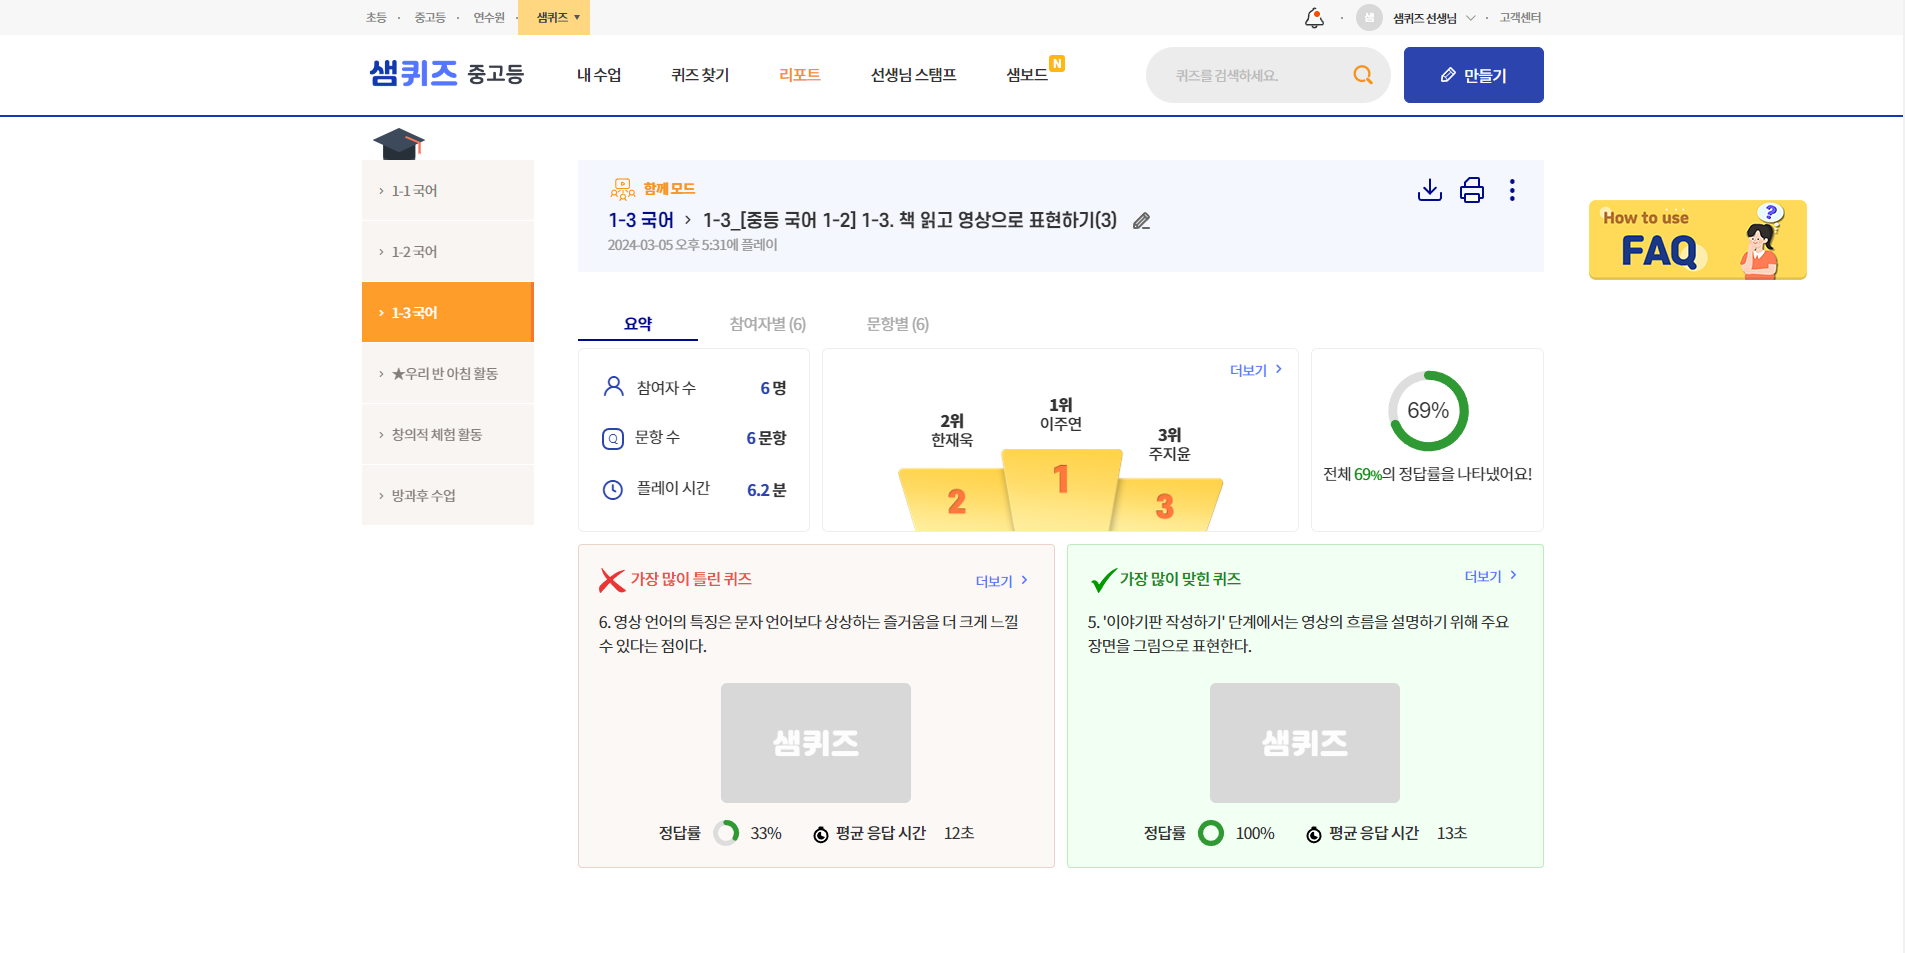 초등 · 중고등 · 연수원 · 샘퀴즈
샘 샘퀴즈 선생님 · 고객센터
샘퀴즈 중고등
내 수업 퀴즈 찾기 리포트 선생님 스탬프 샘보드 N
퀴즈를 검색하세요.
만들기
1-1 국어
1-2 국어
1-3 국어
★우리 반 아침 활동
창의적 체험 활동
방과후 수업
함께 모드
1-3 국어 › 1-3_[중등 국어 1-2] 1-3. 책 읽고 영상으로 표현하기(3)
2024-03-05 오후 5:31에 플레이
How to use
FAQ
?
요약 참여자별 (6) 문항별 (6)
참여자 수 6 명
Q 문항 수 6 문항
플레이 시간 6.2 분
더보기
1위
이주연
2위
한재욱
3위
주지윤
1
2
3
69%
전체 69%의 정답률을 나타냈어요!
가장 많이 틀린 퀴즈 더보기
6. 영상 언어의 특징은 문자 언어보다 상상하는 즐거움을 더 크게 느낄
수 있다는 점이다.
샘퀴즈
정답률 33% 평균 응답 시간 12초
가장 많이 맞힌 퀴즈 더보기
5. '이야기판 작성하기' 단계에서는 영상의 흐름을 설명하기 위해 주요
장면을 그림으로 표현한다.
샘퀴즈
정답률 100% 평균 응답 시간 13초